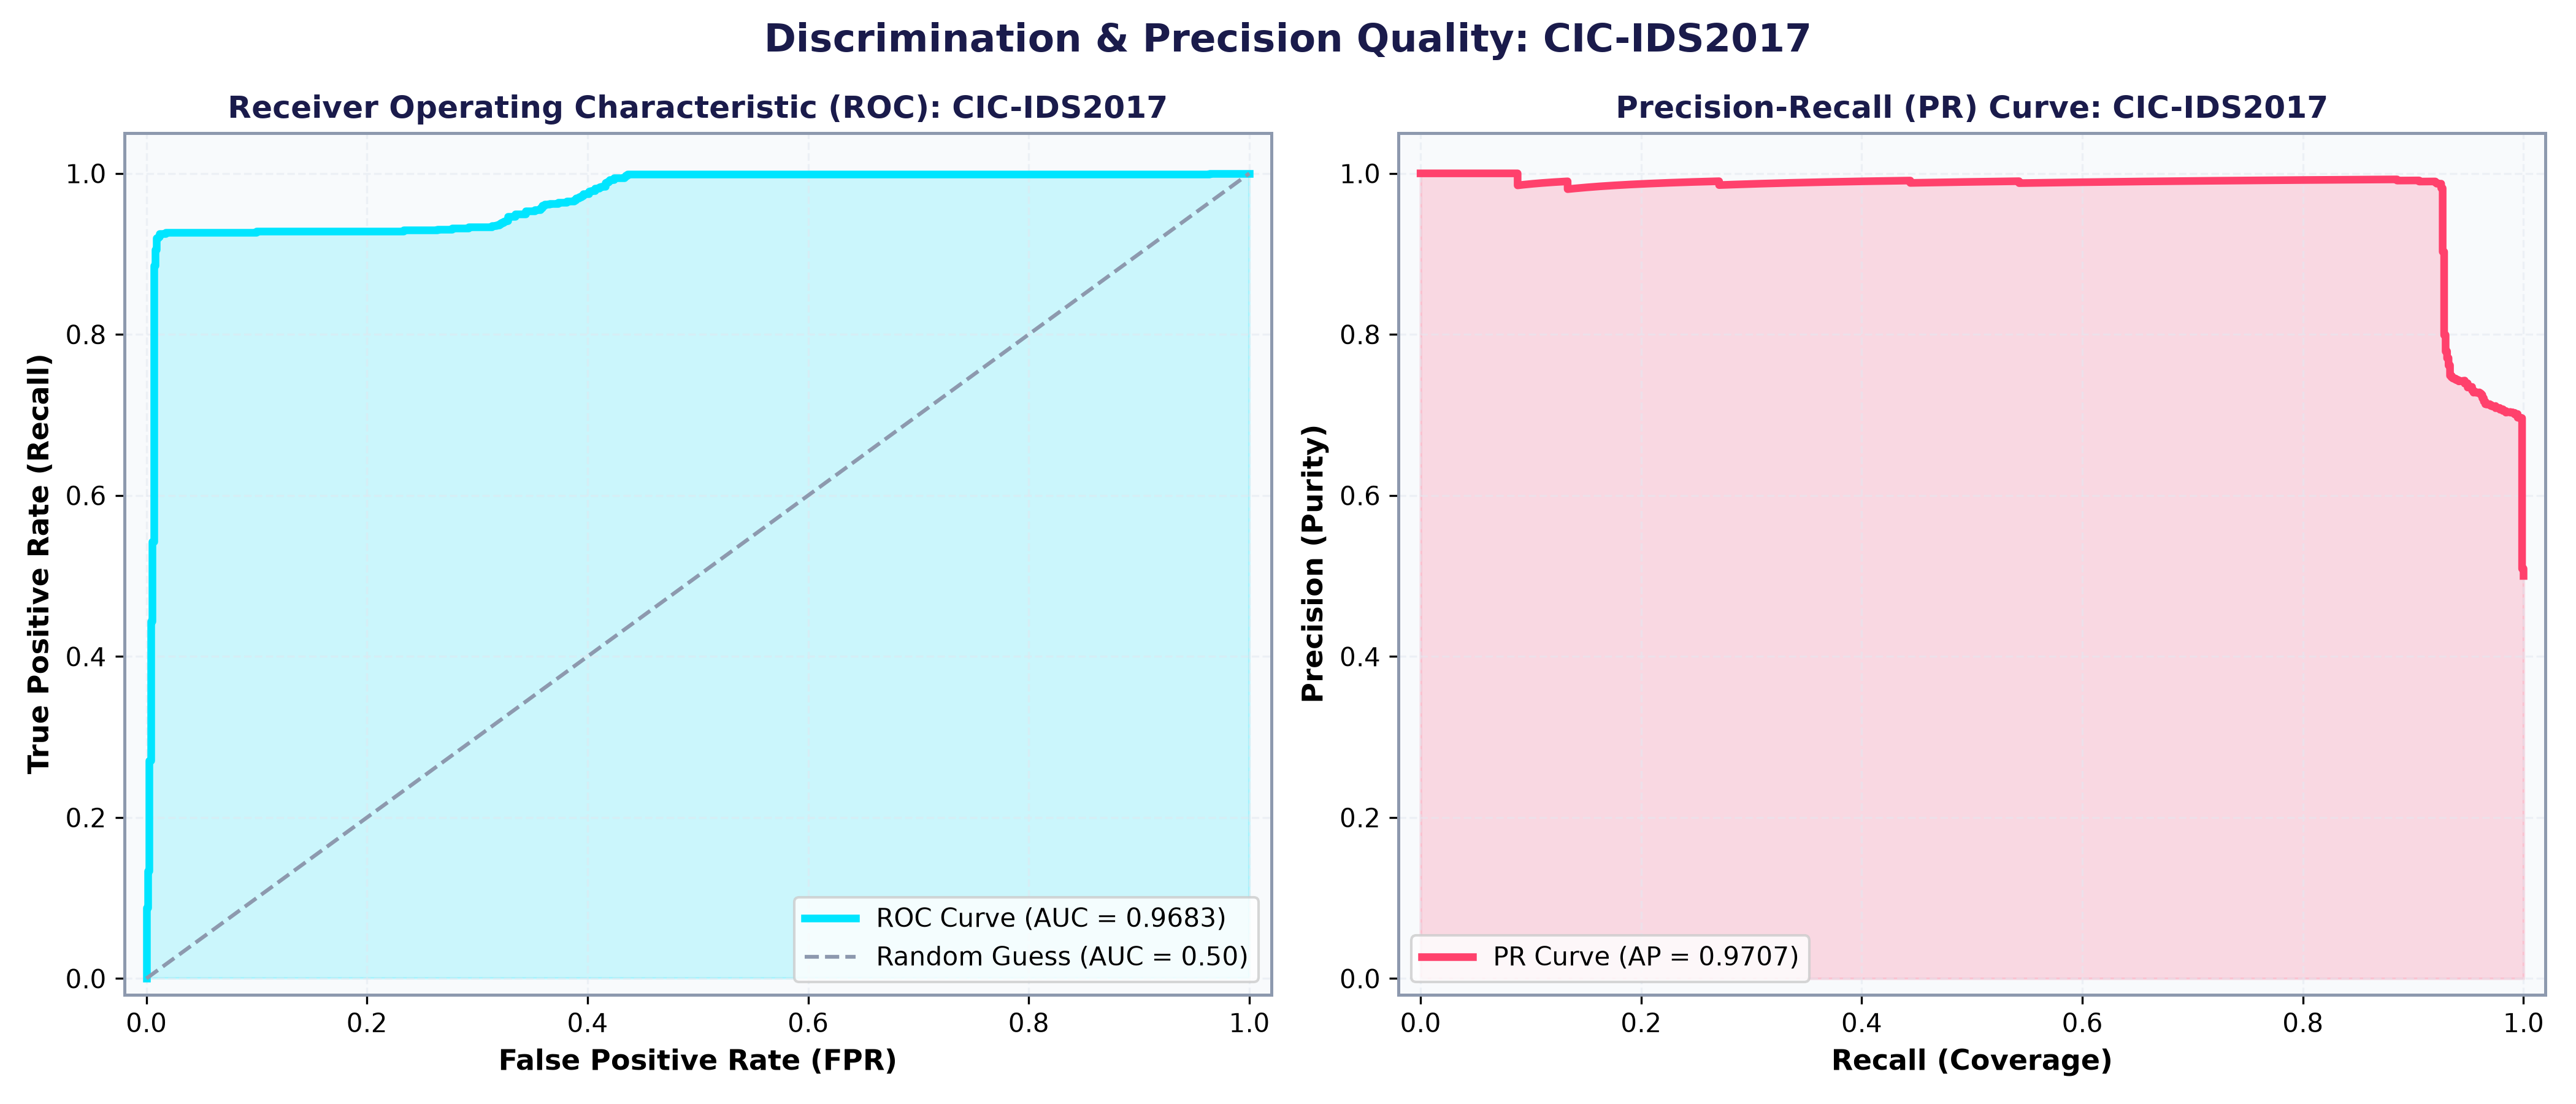 Discrimination & Precision Quality: CIC-IDS2017
Receiver Operating Characteristic (ROC): CIC-IDS2017
True Positive Rate (Recall)
1.0
0.8
0.6
0.4
0.2
0.0
0.0 0.2 0.4 0.6 0.8 1.0
False Positive Rate (FPR)
ROC Curve (AUC = 0.9683)
Random Guess (AUC = 0.50)
Precision-Recall (PR) Curve: CIC-IDS2017
Precision (Purity)
1.0
0.8
0.6
0.4
0.2
0.0
0.0 0.2 0.4 0.6 0.8 1.0
Recall (Coverage)
PR Curve (AP = 0.9707)